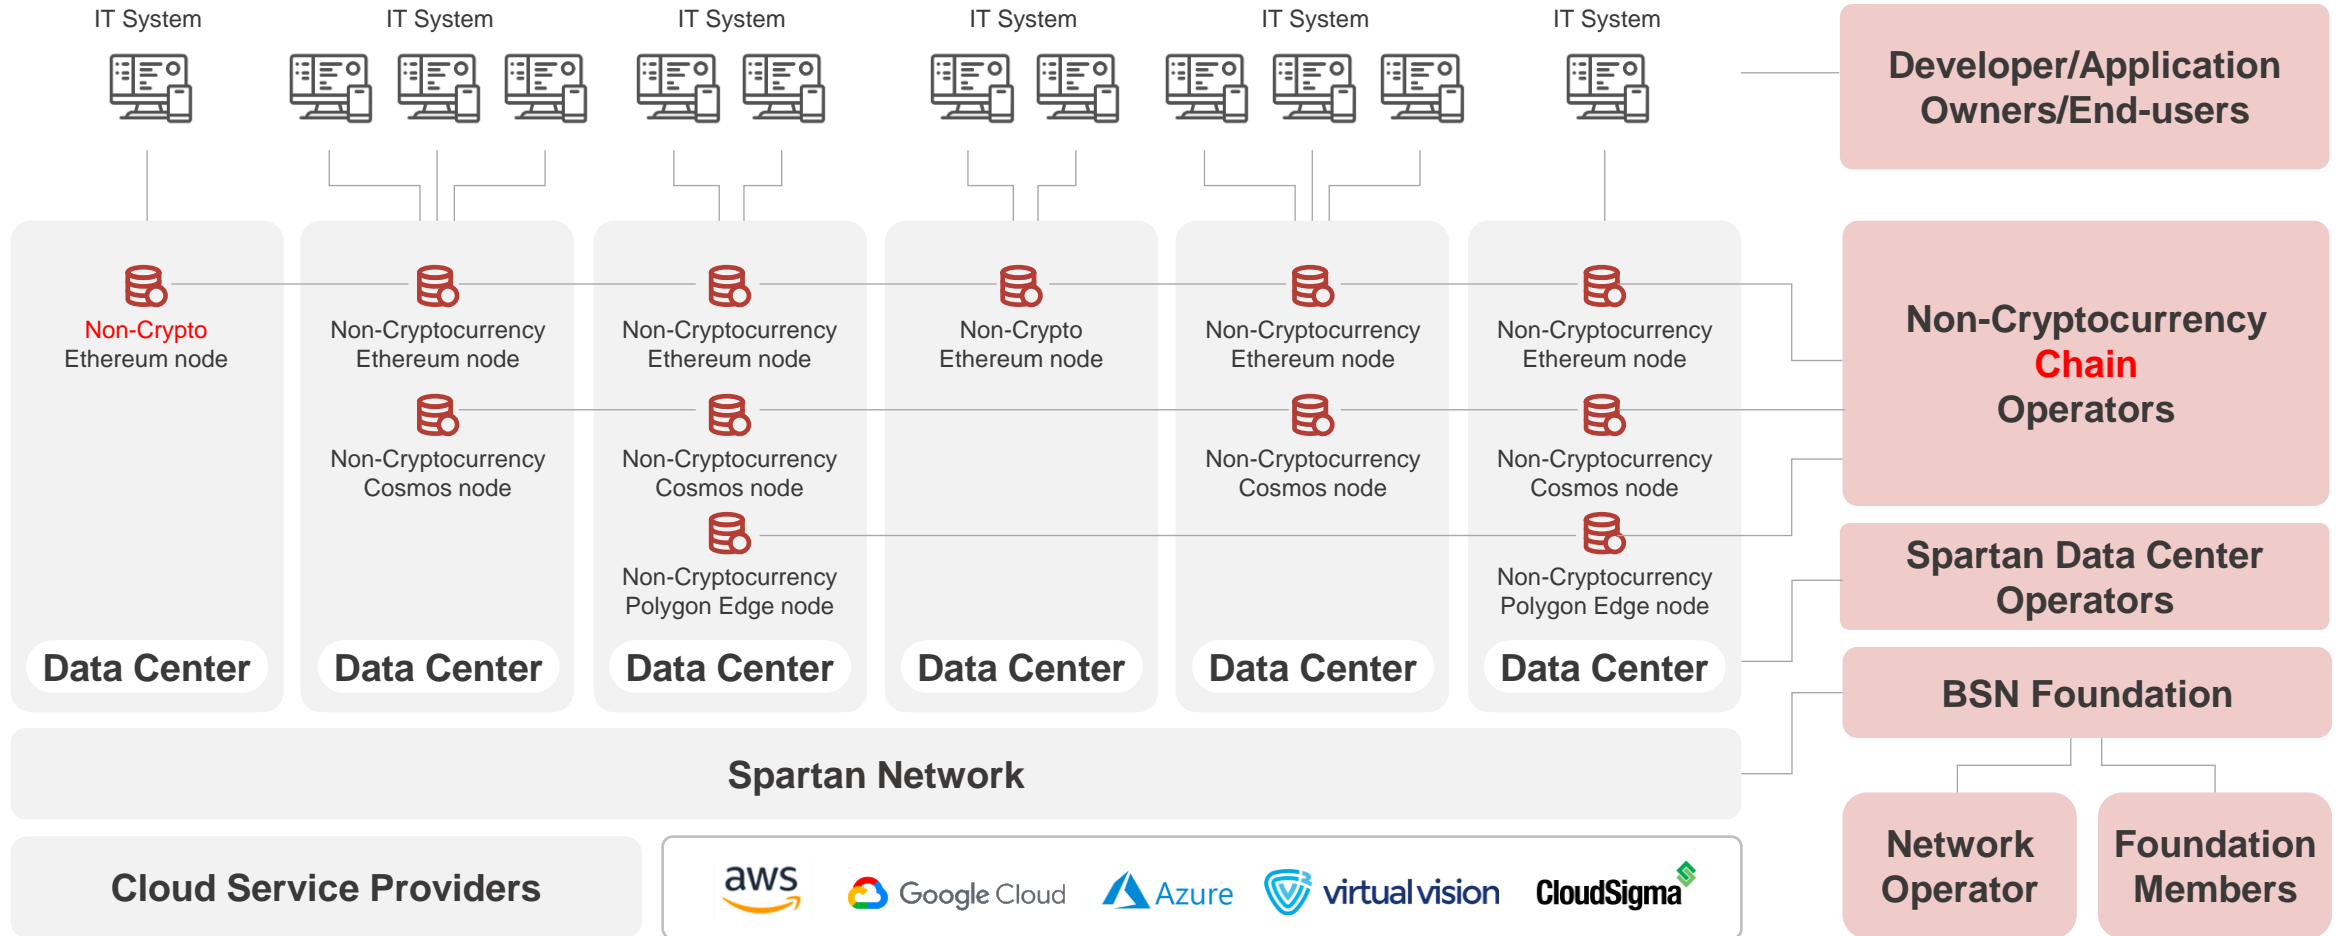 IT System
IT System
IT System
IT System
IT System
IT System
Developer/Application
Owners/End-users
Non-Crypto
Ethereum node
Non-Cryptocurrency
Ethereum node
Non-Cryptocurrency
Ethereum node
Non-Crypto
Ethereum node
Non-Cryptocurrency
Ethereum node
Non-Cryptocurrency
Ethereum node
Non-Cryptocurrency
Chain
Operators
Non-Cryptocurrency
Cosmos node
Non-Cryptocurrency
Cosmos node
Non-Cryptocurrency
Cosmos node
Non-Cryptocurrency
Cosmos node
Non-Cryptocurrency
Polygon Edge node
Non-Cryptocurrency
Polygon Edge node
Spartan Data Center
Operators
Data Center
Data Center
Data Center
Data Center
Data Center
Data Center
BSN Foundation
Spartan Network
Network
Operator
Foundation
Members
Cloud Service Providers
aws
Google Cloud
Azure
virtual vision
CloudSigma